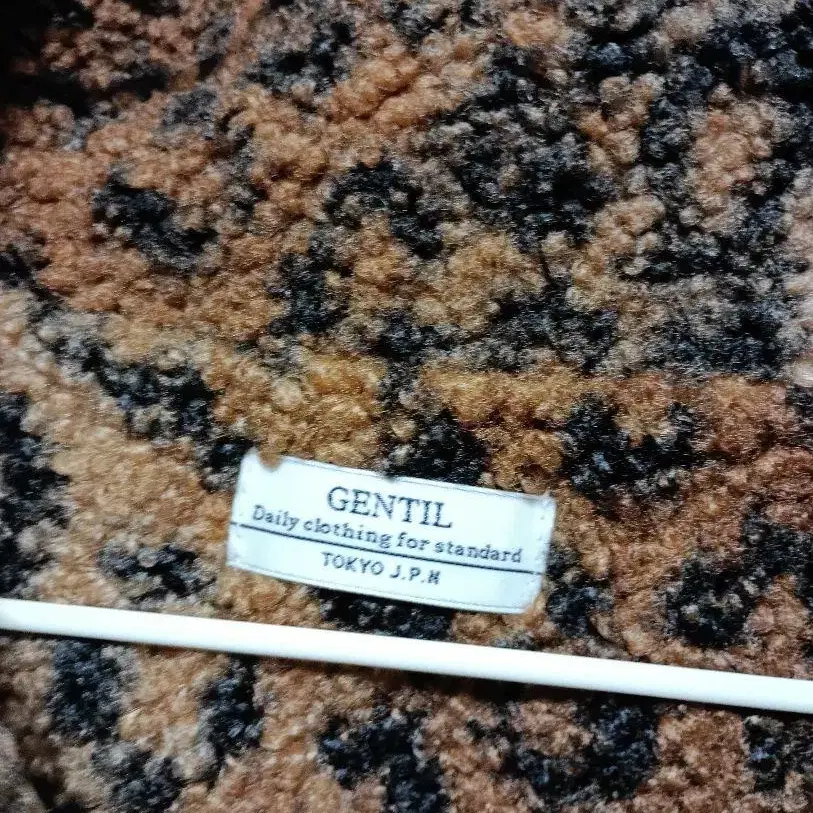 GENTIL
Daily clothing for standard
TOKYO J.P.N